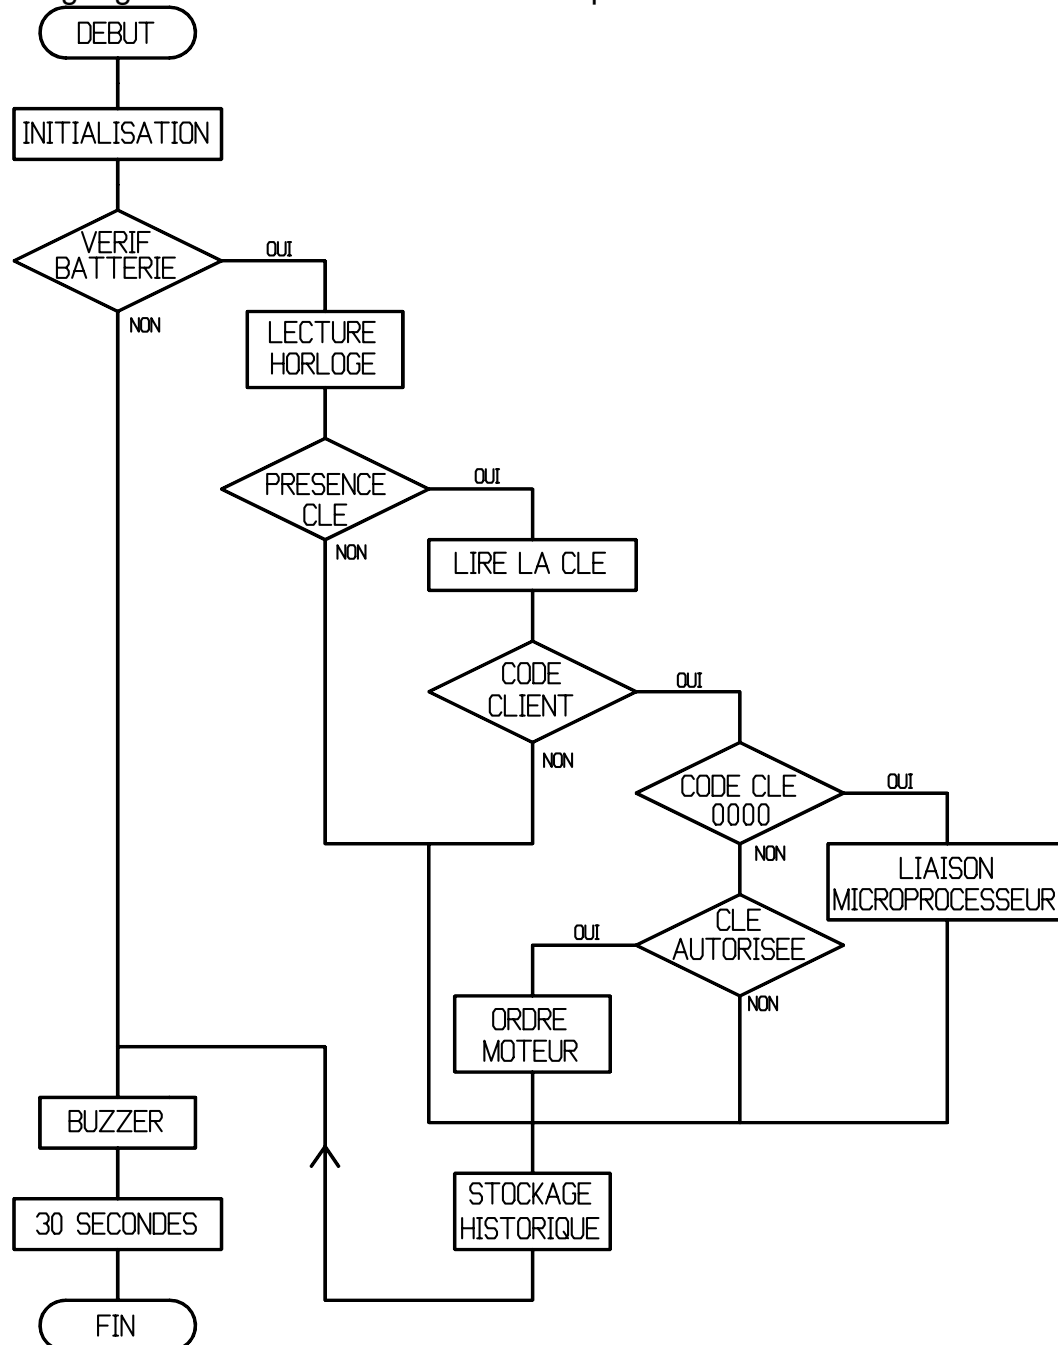 DEBUT
INITIALISATION
VERIF
BATTERIE
OUI
NON
LECTURE
HORLOGE
PRESENCE
CLE
OUI
NON
LIRE LA CLE
CODE
CLIENT
OUI
NON
CODE CLE
0000
OUI
NON
LIAISON
MICROPROCESSEUR
CLE
AUTORISEE
OUI
NON
ORDRE
MOTEUR
BUZZER
STOCKAGE
HISTORIQUE
30 SECONDES
FIN